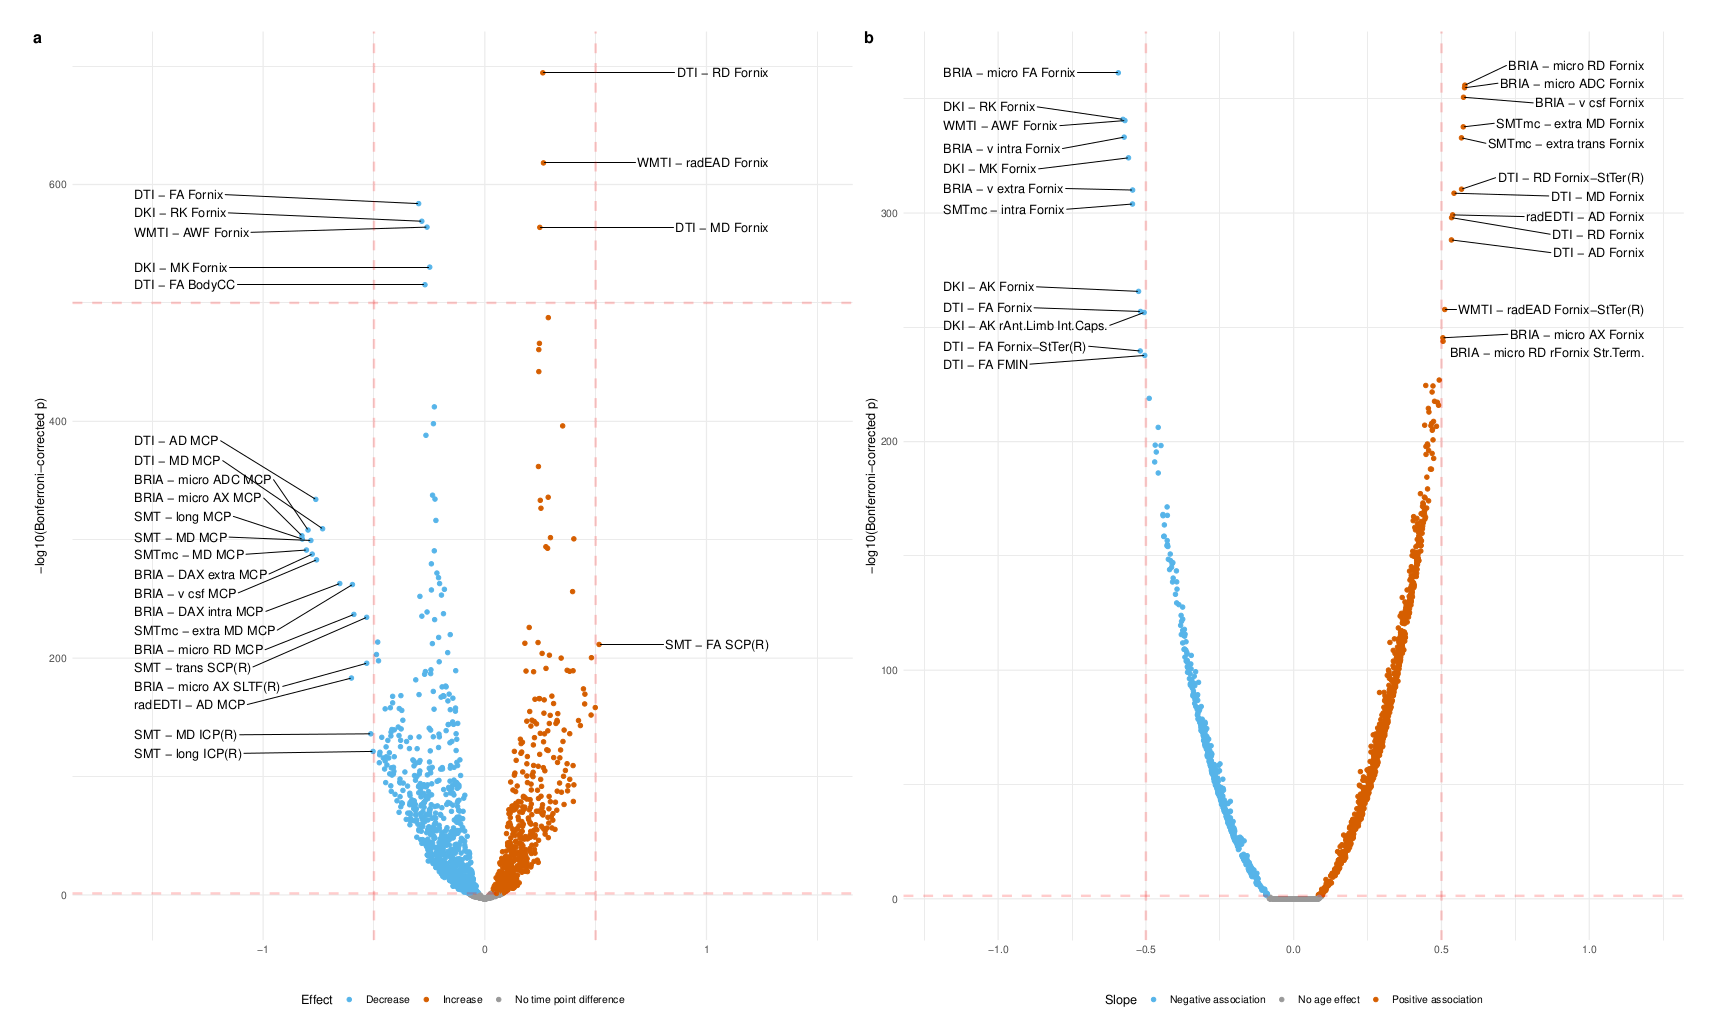 a
−log10(Bonferroni−corrected p)
600
400
200
0
−1
0
1
DTI − RD Fornix
WMTI − radEAD Fornix
DTI − MD Fornix
SMT − FA SCP(R)
DTI − FA Fornix
DKI − RK Fornix
WMTI − AWF Fornix
DKI − MK Fornix
DTI − FA BodyCC
DTI − AD MCP
DTI − MD MCP
BRIA − micro ADC MCP
BRIA − micro AX MCP
SMT − long MCP
SMT − MD MCP
SMTmc − MD MCP
BRIA − DAX extra MCP
BRIA − v csf MCP
BRIA − DAX intra MCP
SMTmc − extra MD MCP
BRIA − micro RD MCP
SMT − trans SCP(R)
BRIA − micro AX SLTF(R)
radEDTI − AD MCP
SMT − MD ICP(R)
SMT − long ICP(R)
Effect Decrease Increase No time point difference
b
−log10(Bonferroni−corrected p)
300
200
100
0
−1.0
−0.5
0.0
0.5
1.0
BRIA − micro FA Fornix
DKI − RK Fornix
WMTI − AWF Fornix
BRIA − v intra Fornix
DKI − MK Fornix
BRIA − v extra Fornix
SMTmc − intra Fornix
DKI − AK Fornix
DTI − FA Fornix
DKI − AK rAnt.Limb Int.Caps.
DTI − FA Fornix−StTer(R)
DTI − FA FMIN
BRIA − micro RD Fornix
BRIA − micro ADC Fornix
BRIA − v csf Fornix
SMTmc − extra MD Fornix
SMTmc − extra trans Fornix
DTI − RD Fornix−StTer(R)
DTI − MD Fornix
radEDTI − AD Fornix
DTI − RD Fornix
DTI − AD Fornix
WMTI − radEAD Fornix−StTer(R)
BRIA − micro AX Fornix
BRIA − micro RD rFornix Str.Term.
Slope Negative association No age effect Positive association